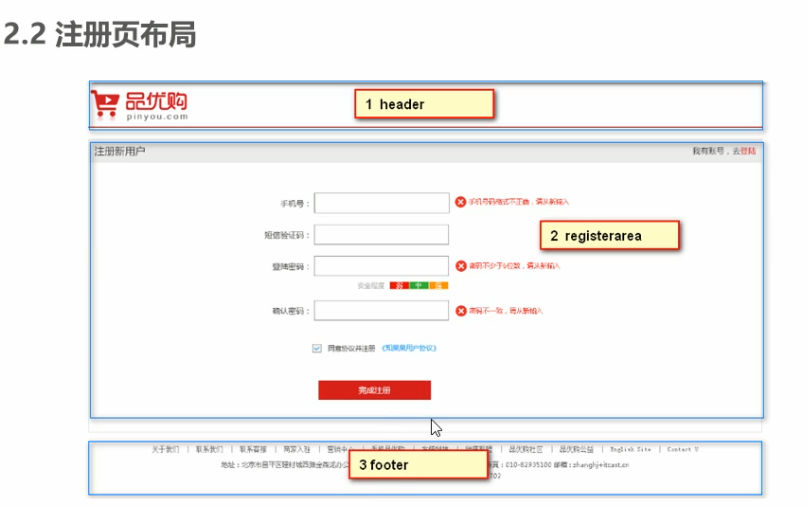 2.2 注册页布局
品优购
pinyou.com
1 header
注册新用户 我有账号，去登陆
手机号： 手机号码格式不正确，请从新输入
短信验证码：
2 registerarea
登陆密码： 密码不少于6位数，请从新输入
安全程度 弱 中 强
确认密码： 密码不一致，请从新输入
同意协议并注册 《知果果用户协议》
完成注册
关于我们 | 联系我们 | 联系客服 | 商家入驻 | 营销中心 | | | | 品优购社区 | 品优购公益 | English Site | Contact U
地址：北京市昌平区建材城西路金燕龙办公 : 010-82935100 邮箱：zhanghj+itcast.cn
3 footer